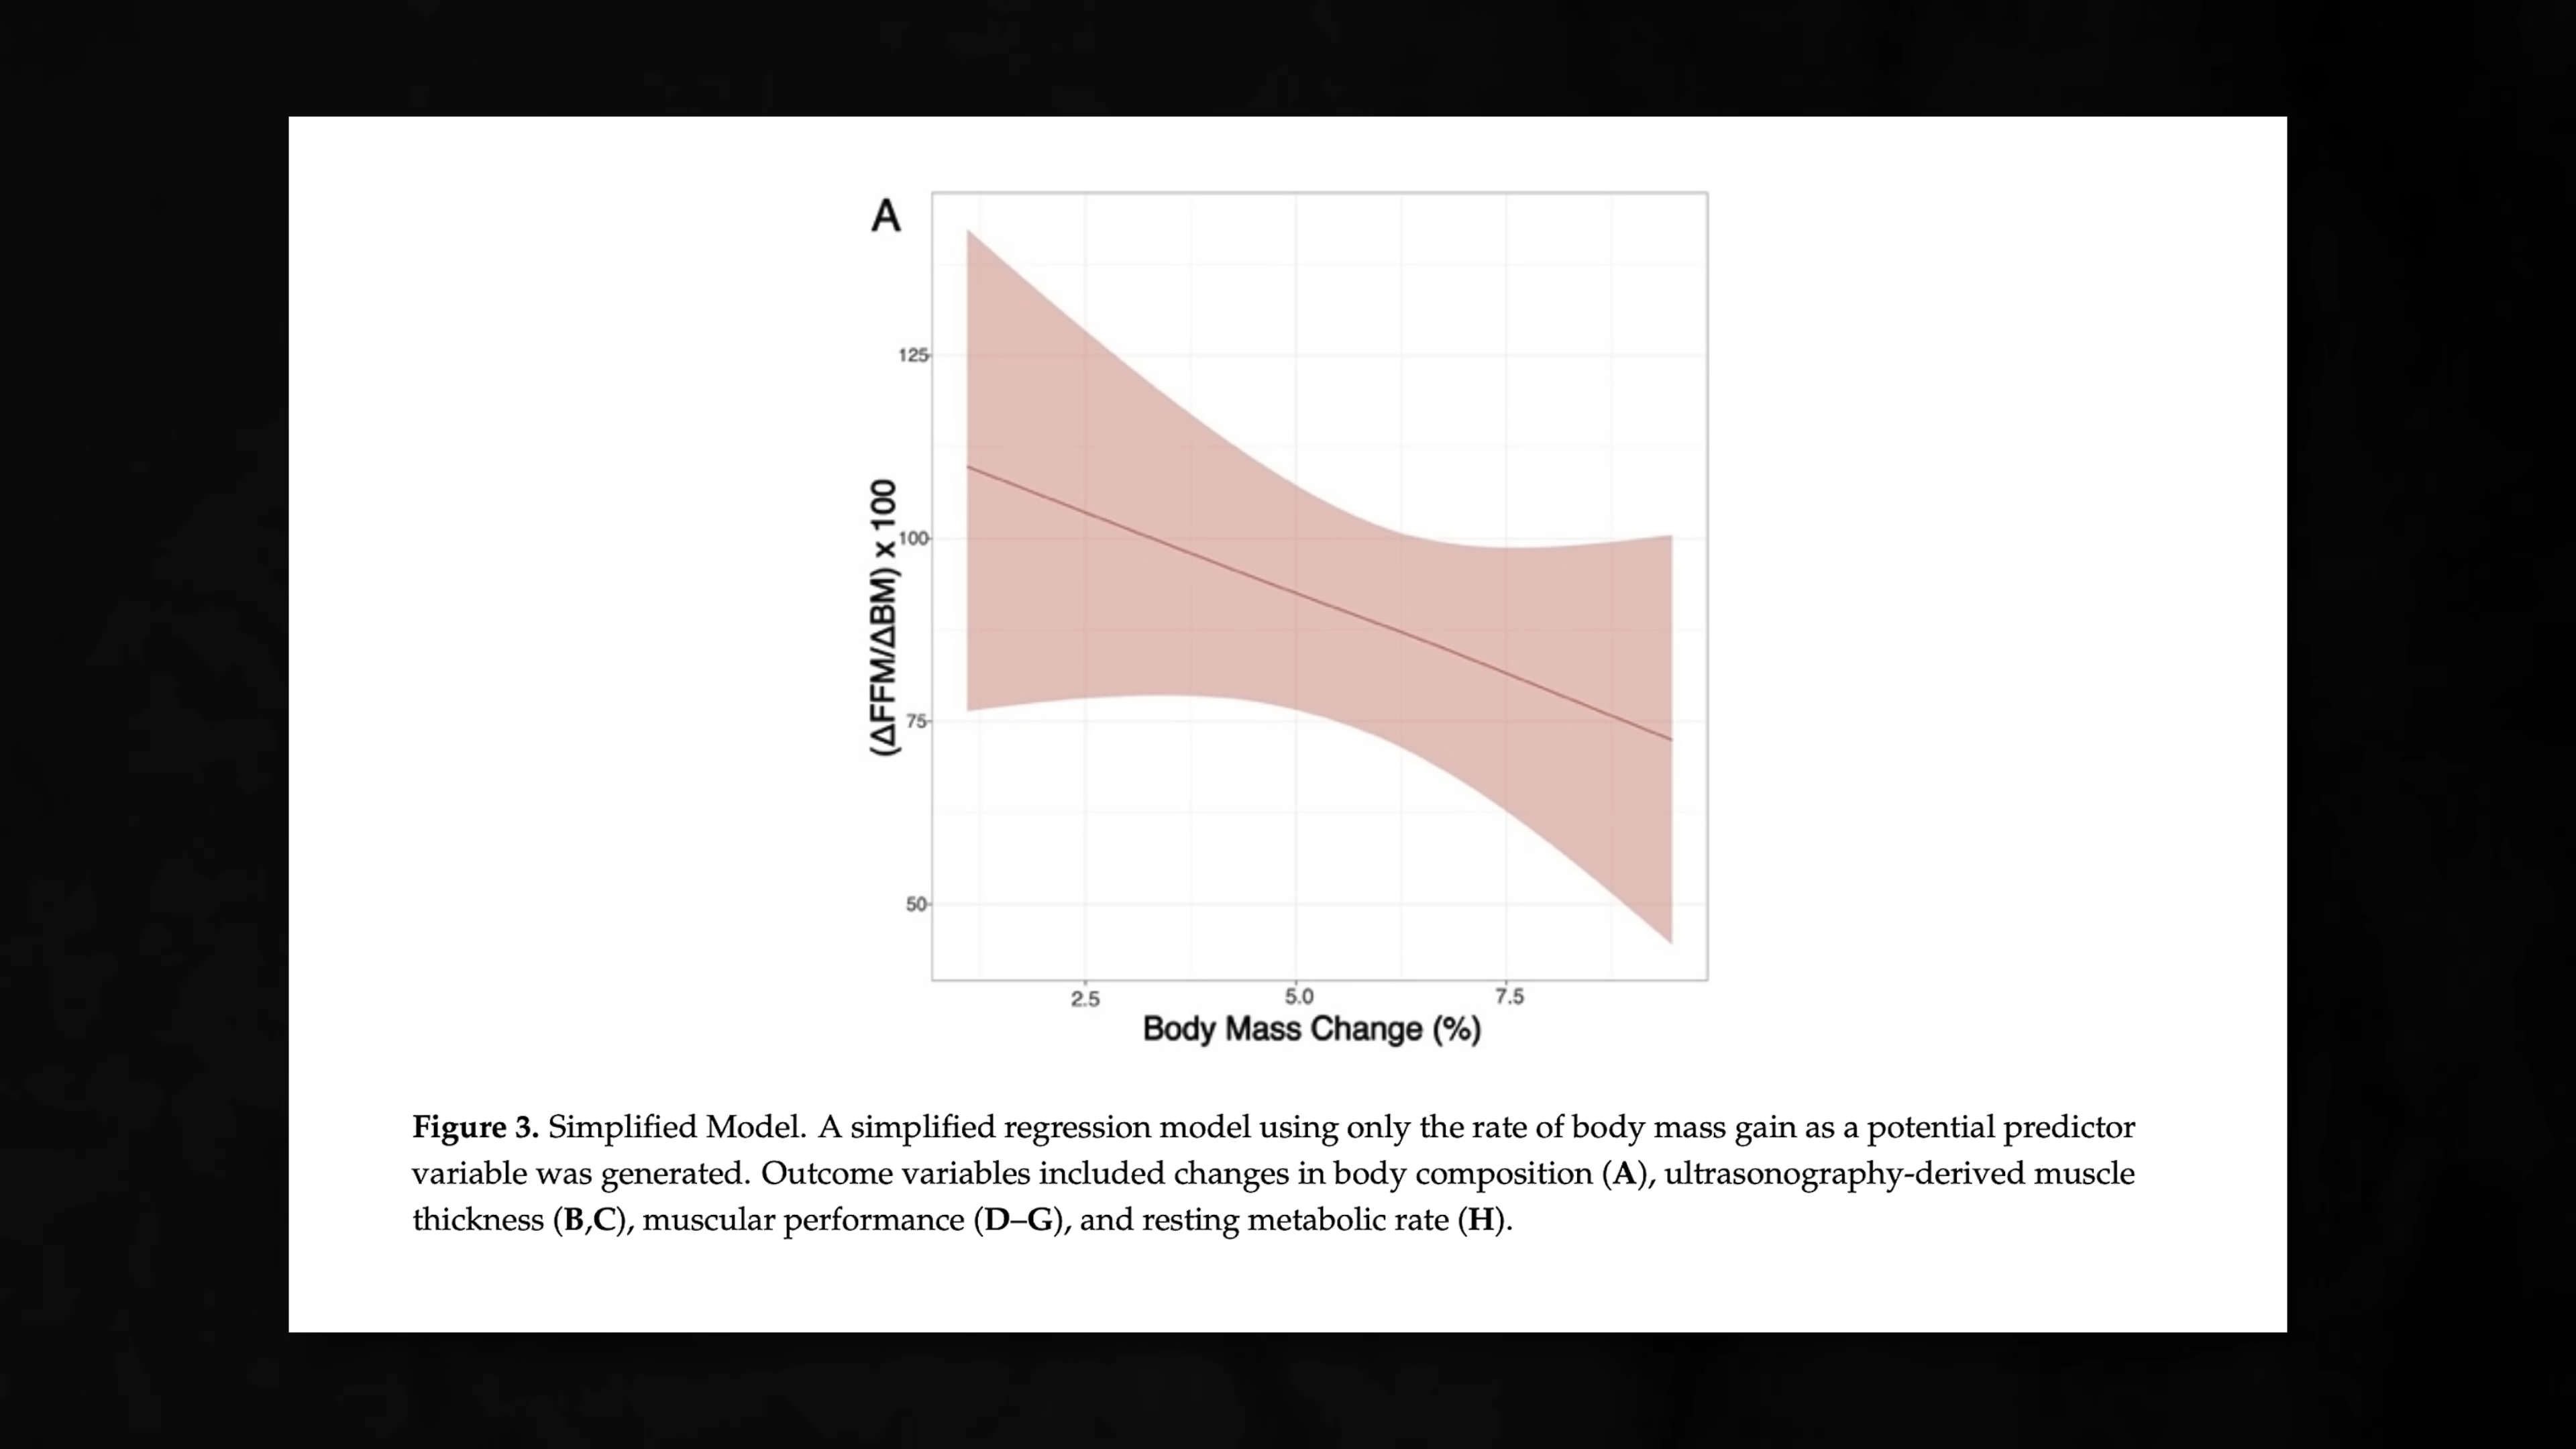 A
125
100
75
50
(ΔFFM/ΔBM) x 100
2.5 5.0 7.5
Body Mass Change (%)
Figure 3. Simplified Model. A simplified regression model using only the rate of body mass gain as a potential predictor
variable was generated. Outcome variables included changes in body composition (A), ultrasonography-derived muscle
thickness (B,C), muscular performance (D–G), and resting metabolic rate (H).